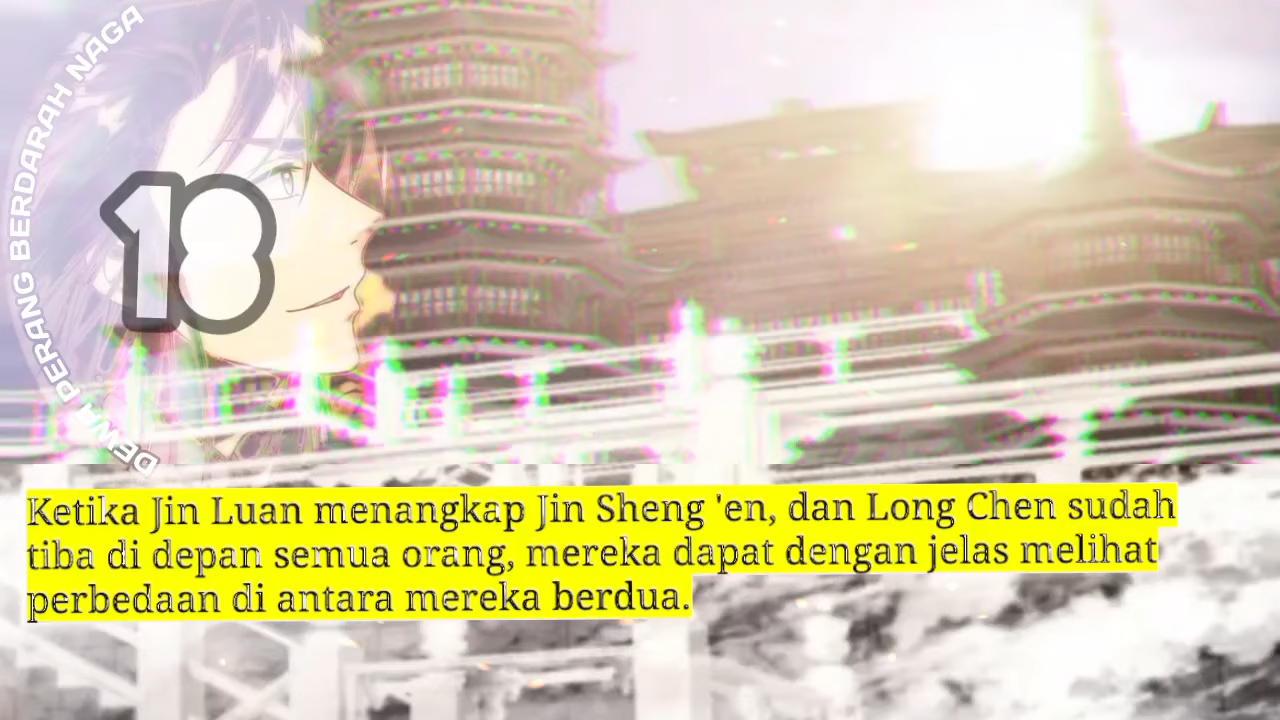 DEWA PERANG BERDARAH NAGA
18
Ketika Jin Luan menangkap Jin Sheng 'en, dan Long Chen sudah
tiba di depan semua orang, mereka dapat dengan jelas melihat
perbedaan di antara mereka berdua.